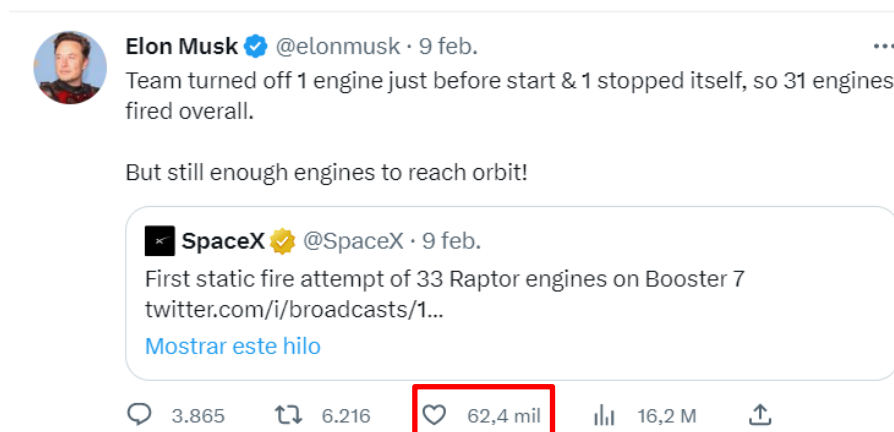 Elon Musk @elonmusk · 9 feb.
Team turned off 1 engine just before start & 1 stopped itself, so 31 engines
fired overall.
But still enough engines to reach orbit!
SpaceX @SpaceX · 9 feb.
First static fire attempt of 33 Raptor engines on Booster 7
twitter.com/i/broadcasts/1…
Mostrar este hilo
3.865 6.216 62,4 mil 16,2 M